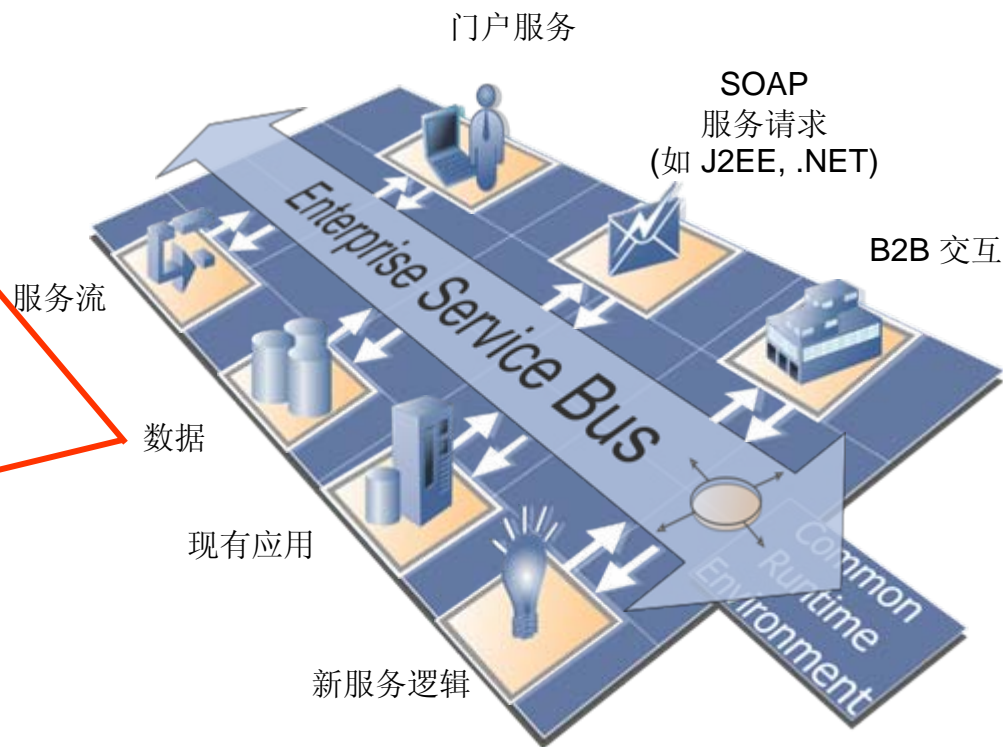 门户服务
SOAP
服务请求
(如 J2EE, .NET)
B2B 交互
Enterprise Service Bus
服务流
数据
现有应用
新服务逻辑
Common
Runtime
Environment